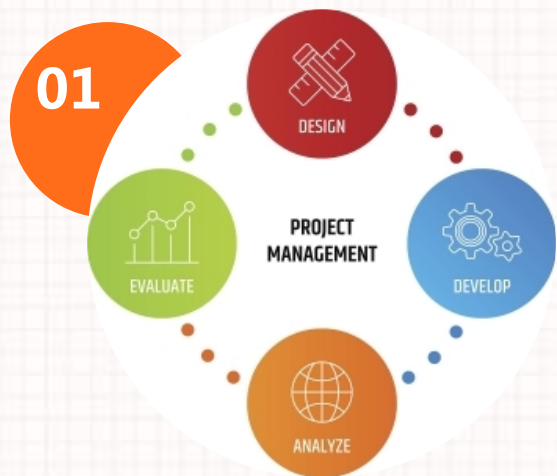 01
DESIGN
PROJECT
MANAGEMENT
EVALUATE
DEVELOP
ANALYZE